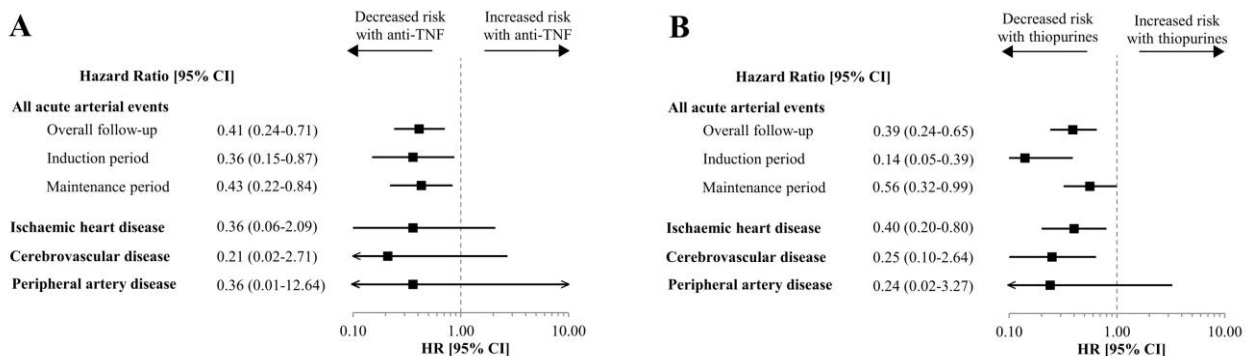 A
Decreased risk
with anti-TNF
Increased risk
with anti-TNF
Hazard Ratio [95% CI]
All acute arterial events
Overall follow-up 0.41 (0.24-0.71)
Induction period 0.36 (0.15-0.87)
Maintenance period 0.43 (0.22-0.84)
Ischaemic heart disease 0.36 (0.06-2.09)
Cerebrovascular disease 0.21 (0.02-2.71)
Peripheral artery disease 0.36 (0.01-12.64)
0.10 1.00 10.00
HR [95% CI]
B
Decreased risk
with thiopurines
Increased risk
with thiopurines
Hazard Ratio [95% CI]
All acute arterial events
Overall follow-up 0.39 (0.24-0.65)
Induction period 0.14 (0.05-0.39)
Maintenance period 0.56 (0.32-0.99)
Ischaemic heart disease 0.40 (0.20-0.80)
Cerebrovascular disease 0.25 (0.10-2.64)
Peripheral artery disease 0.24 (0.02-3.27)
0.10 1.00 10.00
HR [95% CI]